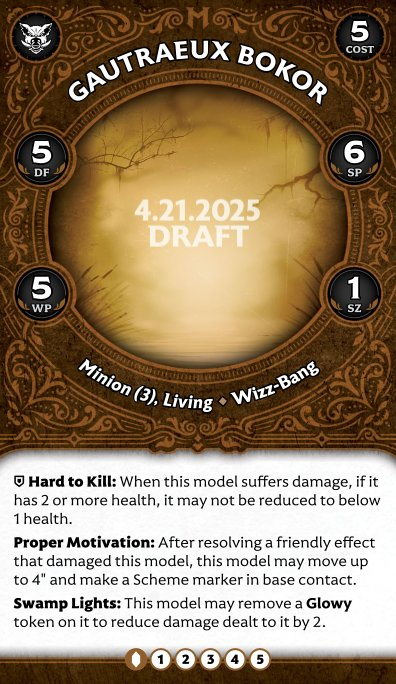 5
COST
GAUTRAEUX BOKOR
5
DF
6
SP
4.21.2025
DRAFT
5
WP
1
SZ
Minion (3), Living ◆ Wizz-Bang
Hard to Kill: When this model suffers damage, if it
has 2 or more health, it may not be reduced to below
1 health.
Proper Motivation: After resolving a friendly effect
that damaged this model, this model may move up
to 4" and make a Scheme marker in base contact.
Swamp Lights: This model may remove a Glowy
token on it to reduce damage dealt to it by 2.
1 2 3 4 5